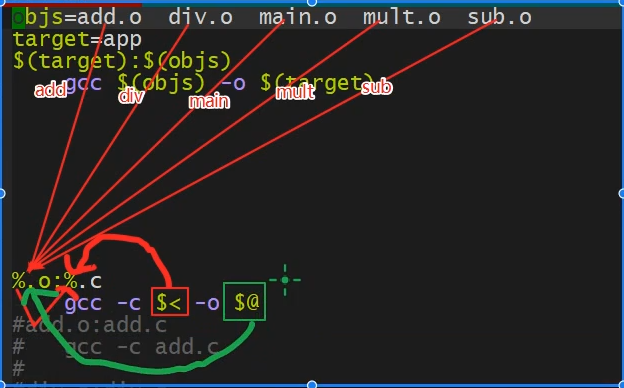 objs=add.o div.o main.o mult.o sub.o
target=app
$(target):$(objs)
gcc $(objs) -o $(target)
add div main mult sub
%.o:%.c
gcc -c $< -o $@
#add.o:add.c
# gcc -c add.c
#